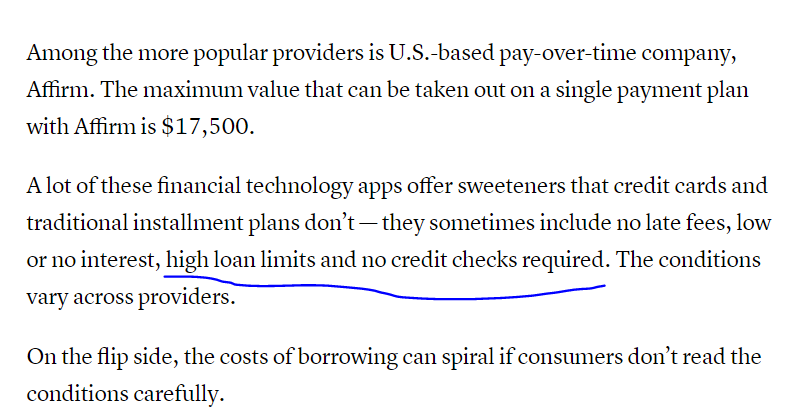 Among the more popular providers is U.S.-based pay-over-time company,
Affirm. The maximum value that can be taken out on a single payment plan
with Affirm is $17,500.
A lot of these financial technology apps offer sweeteners that credit cards and
traditional installment plans don’t — they sometimes include no late fees, low
or no interest, high loan limits and no credit checks required. The conditions
vary across providers.
On the flip side, the costs of borrowing can spiral if consumers don’t read the
conditions carefully.